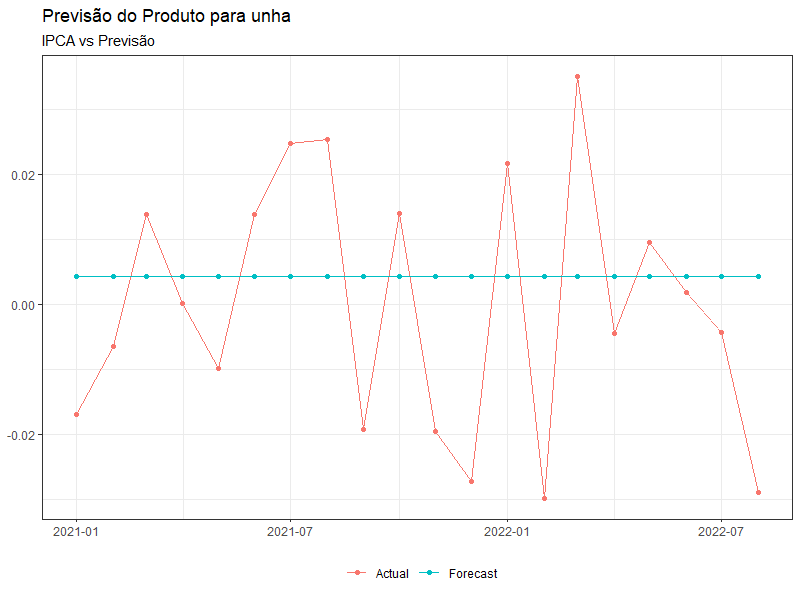 Previsão do Produto para unha
IPCA vs Previsão
0.02
0.00
-0.02
2021-01 2021-07 2022-01 2022-07
Actual Forecast